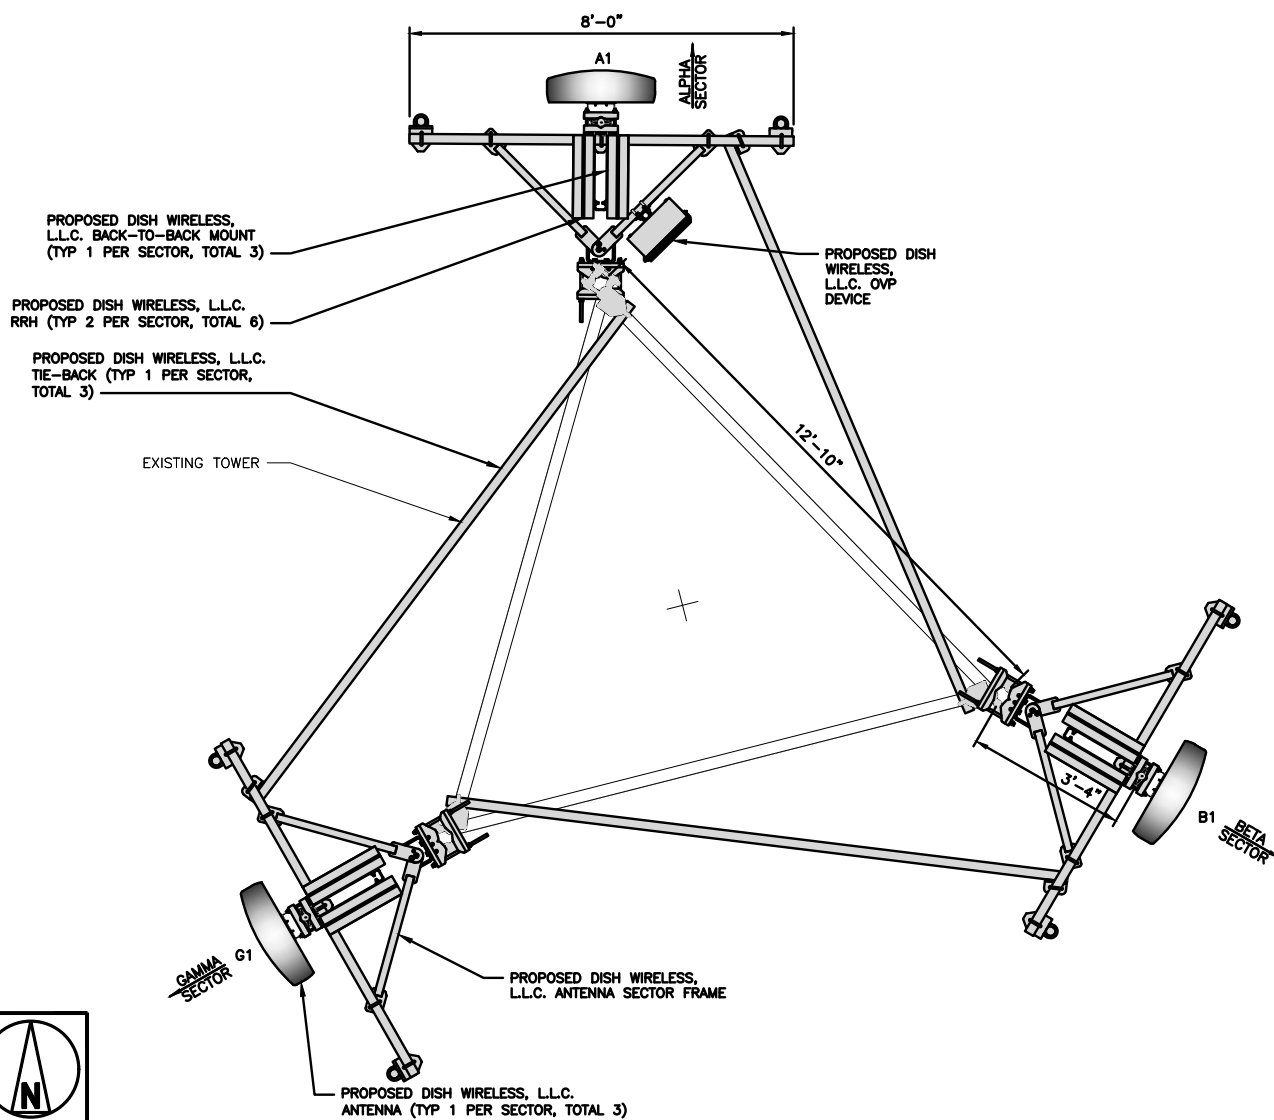 8'-0"
A1
ALPHA
SECTOR
PROPOSED DISH WIRELESS,
L.L.C. BACK-TO-BACK MOUNT
(TYP 1 PER SECTOR, TOTAL 3)
PROPOSED DISH
WIRELESS,
L.L.C. OVP
DEVICE
PROPOSED DISH WIRELESS, L.L.C.
RRH (TYP 2 PER SECTOR, TOTAL 6)
PROPOSED DISH WIRELESS, L.L.C.
TIE-BACK (TYP 1 PER SECTOR,
TOTAL 3)
12'-10"
EXISTING TOWER
3'-4"
B1
BETA
SECTOR
G1
GAMMA
SECTOR
PROPOSED DISH WIRELESS,
L.L.C. ANTENNA SECTOR FRAME
N
PROPOSED DISH WIRELESS, L.L.C.
ANTENNA (TYP 1 PER SECTOR, TOTAL 3)